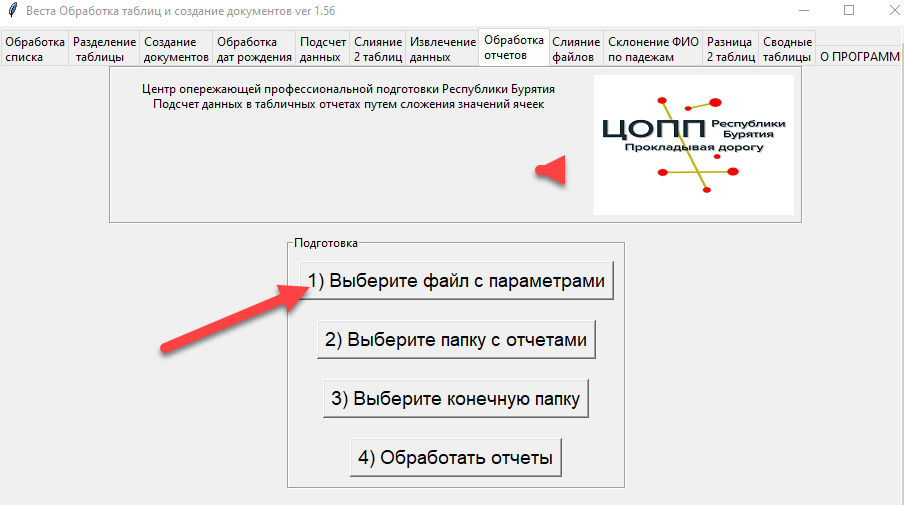 Веста Обработка таблиц и создание документов ver 1.56
Обработка списка
Разделение таблицы
Создание документов
Обработка дат рождения
Подсчет данных
Слияние 2 таблиц
Извлечение данных
Обработка отчетов
Слияние файлов
Склонение ФИО по падежам
Разница 2 таблиц
Сводные таблицы
О ПРОГРАММ
Центр опережающей профессиональной подготовки Республики Бурятия
Подсчет данных в табличных отчетах путем сложения значений ячеек
ЦОПП Республики
Бурятия
Прокладывая дорогу
Подготовка
1) Выберите файл с параметрами
2) Выберите папку с отчетами
3) Выберите конечную папку
4) Обработать отчеты